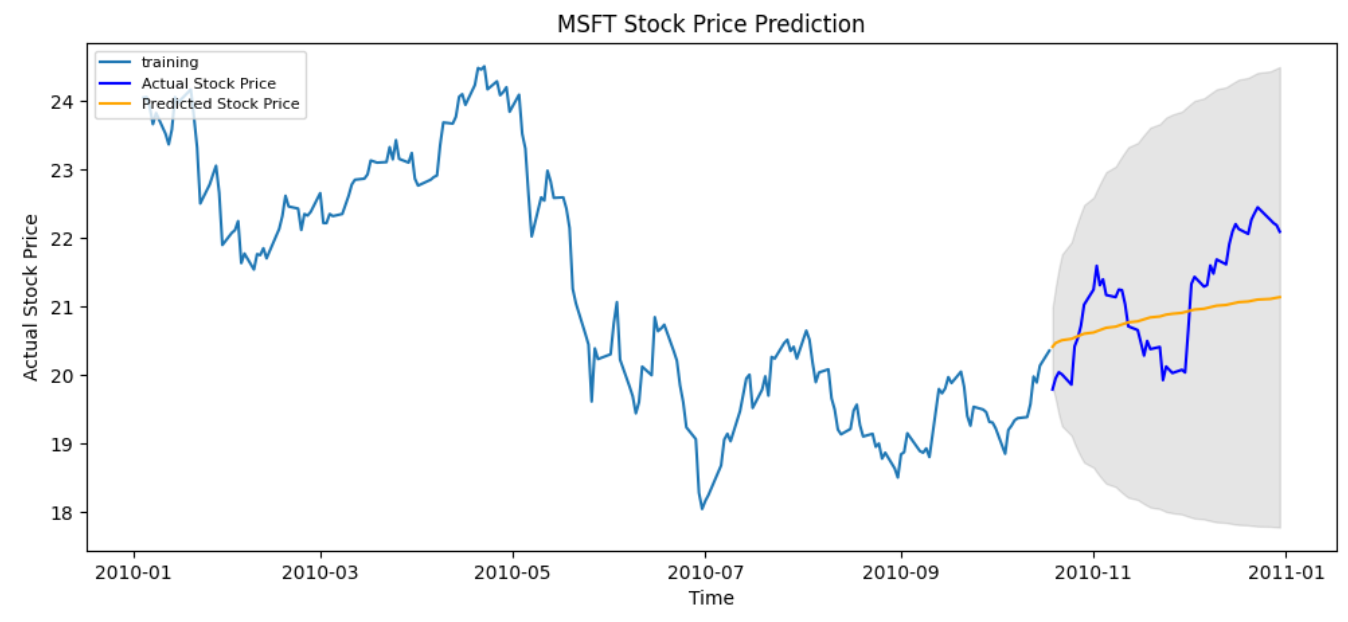 MSFT Stock Price Prediction
training
Actual Stock Price
Predicted Stock Price
Actual Stock Price
24
23
22
21
20
19
18
2010-01
2010-03
2010-05
2010-07
2010-09
2010-11
2011-01
Time